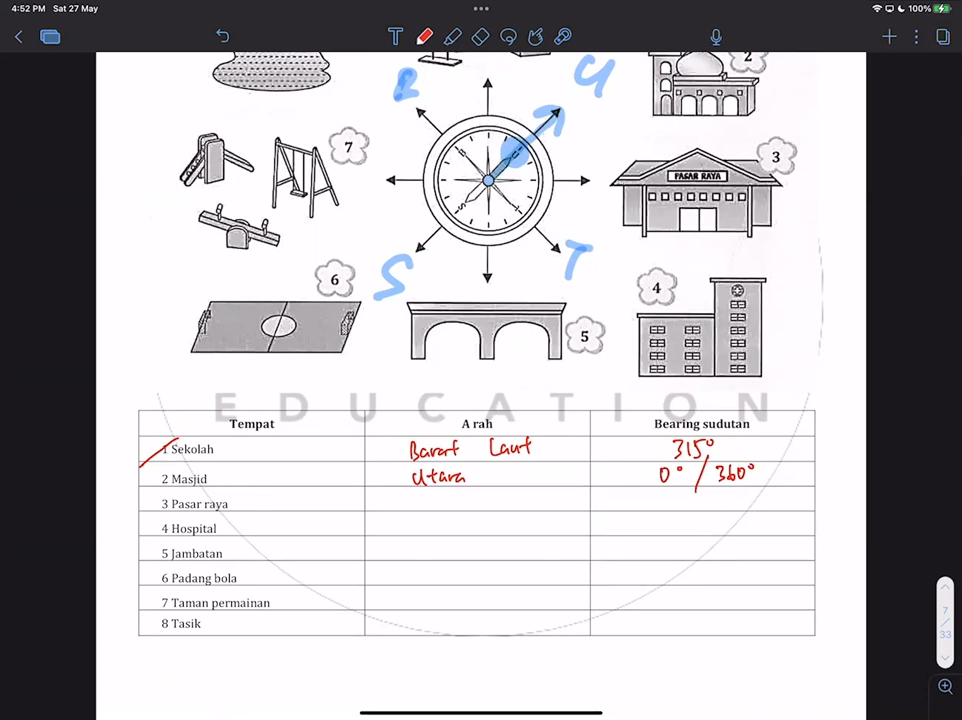 4:52 PM Sat 27 May
100%
T
B
U
2
7
3
PASAR RAYA
S
T
6
4
5
EDUCATION
Tempat Arah Bearing sudutan
1 Sekolah Barat Laut 315°
2 Masjid Utara 0° / 360°
3 Pasar raya
4 Hospital
5 Jambatan
6 Padang bola
7 Taman permainan
8 Tasik
7
/
33